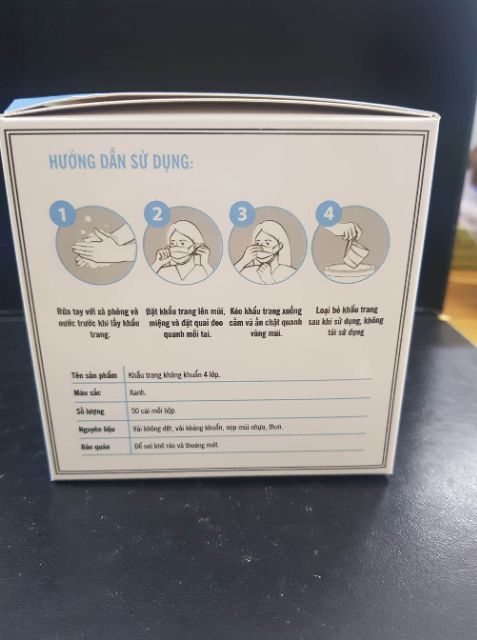 HƯỚNG DẪN SỬ DỤNG:
1
2
3
4
Rửa tay với xà phòng và
nước trước khi lấy khẩu
trang.
Đặt khẩu trang lên mũi,
miệng và đặt quai đeo
quanh mỗi tai.
Kéo khẩu trang xuống
cằm và ấn chặt quanh
vùng mũi.
Loại bỏ khẩu trang
sau khi sử dụng, không
tái sử dụng
Tên sản phẩm Khẩu trang kháng khuẩn 4 lớp.
Màu sắc Xanh.
Số lượng 50 cái mỗi hộp.
Nguyên liệu Vải không dệt, vải kháng khuẩn, nẹp mũi nhựa, thun.
Bảo quản Để nơi khô ráo và thoáng mát.